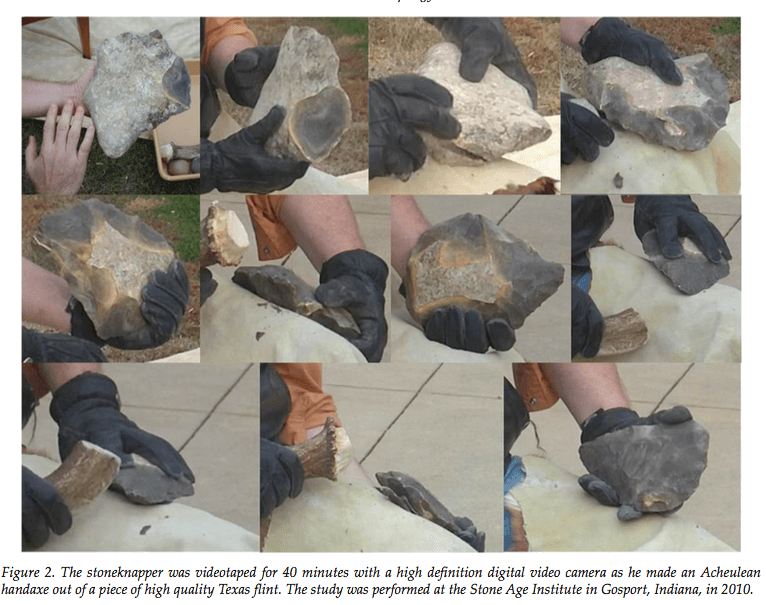 Figure 2. The stoneknapper was videotaped for 40 minutes with a high definition digital video camera as he made an Acheulean
handaxe out of a piece of high quality Texas flint. The study was performed at the Stone Age Institute in Gosport, Indiana, in 2010.